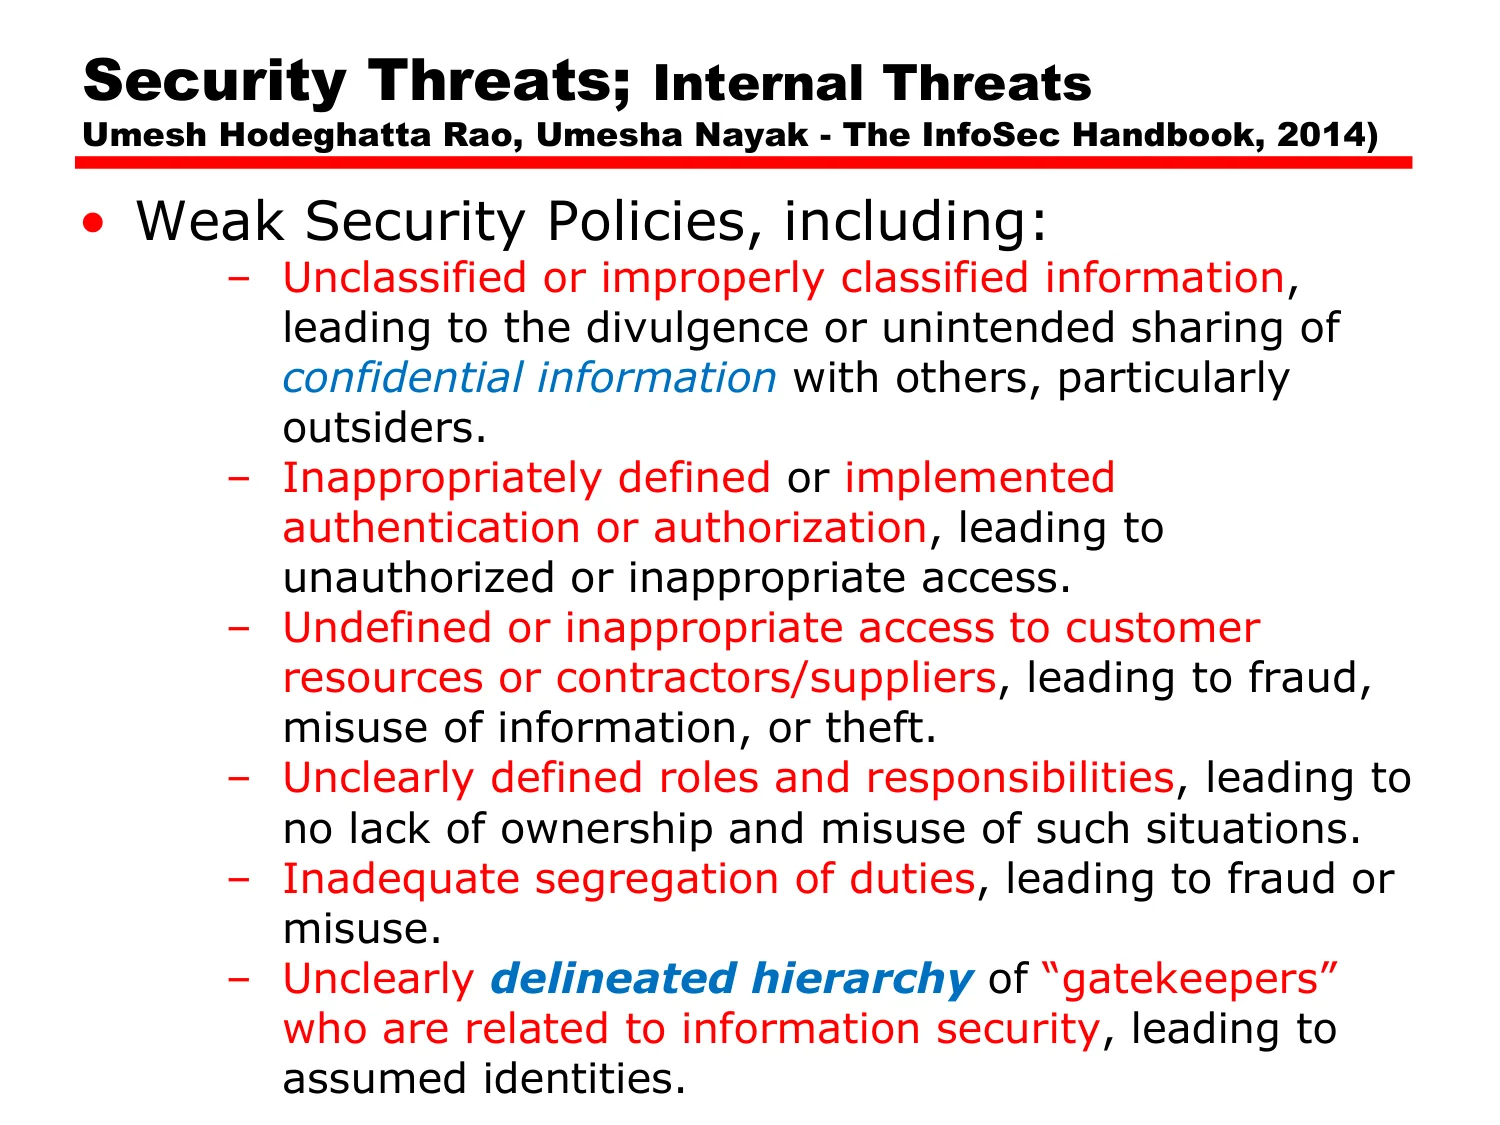 Security Threats; Internal Threats
Umesh Hodeghatta Rao, Umesha Nayak - The InfoSec Handbook, 2014)
• Weak Security Policies, including:
– Unclassified or improperly classified information,
leading to the divulgence or unintended sharing of
confidential information with others, particularly
outsiders.
– Inappropriately defined or implemented
authentication or authorization, leading to
unauthorized or inappropriate access.
– Undefined or inappropriate access to customer
resources or contractors/suppliers, leading to fraud,
misuse of information, or theft.
– Unclearly defined roles and responsibilities, leading to
no lack of ownership and misuse of such situations.
– Inadequate segregation of duties, leading to fraud or
misuse.
– Unclearly delineated hierarchy of “gatekeepers”
who are related to information security, leading to
assumed identities.